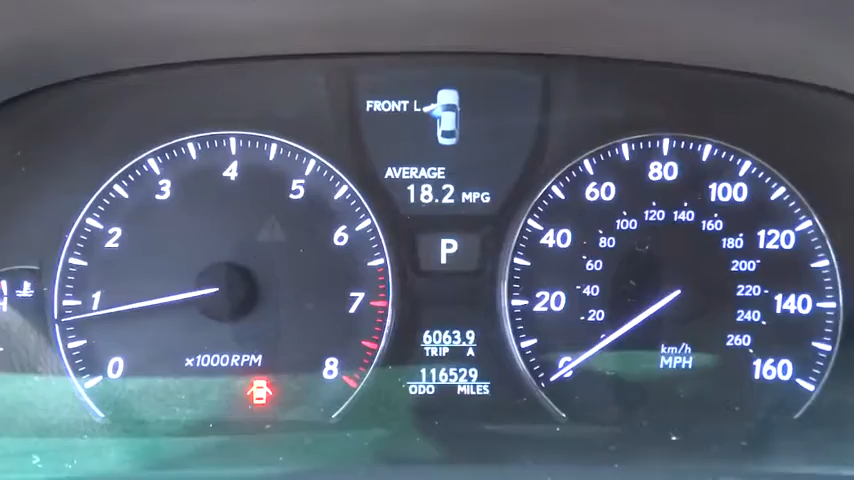 FRONT L
AVERAGE
18.2 MPG
P
6063.9
TRIP A
116529
ODO MILES
0 1 2 3 4 5 6 7 8
×1000RPM
H
0 20 40 60 80 100 120 140 160
20 40 60 80 100 120 140 160 180 200 220 240 260
km/h
MPH